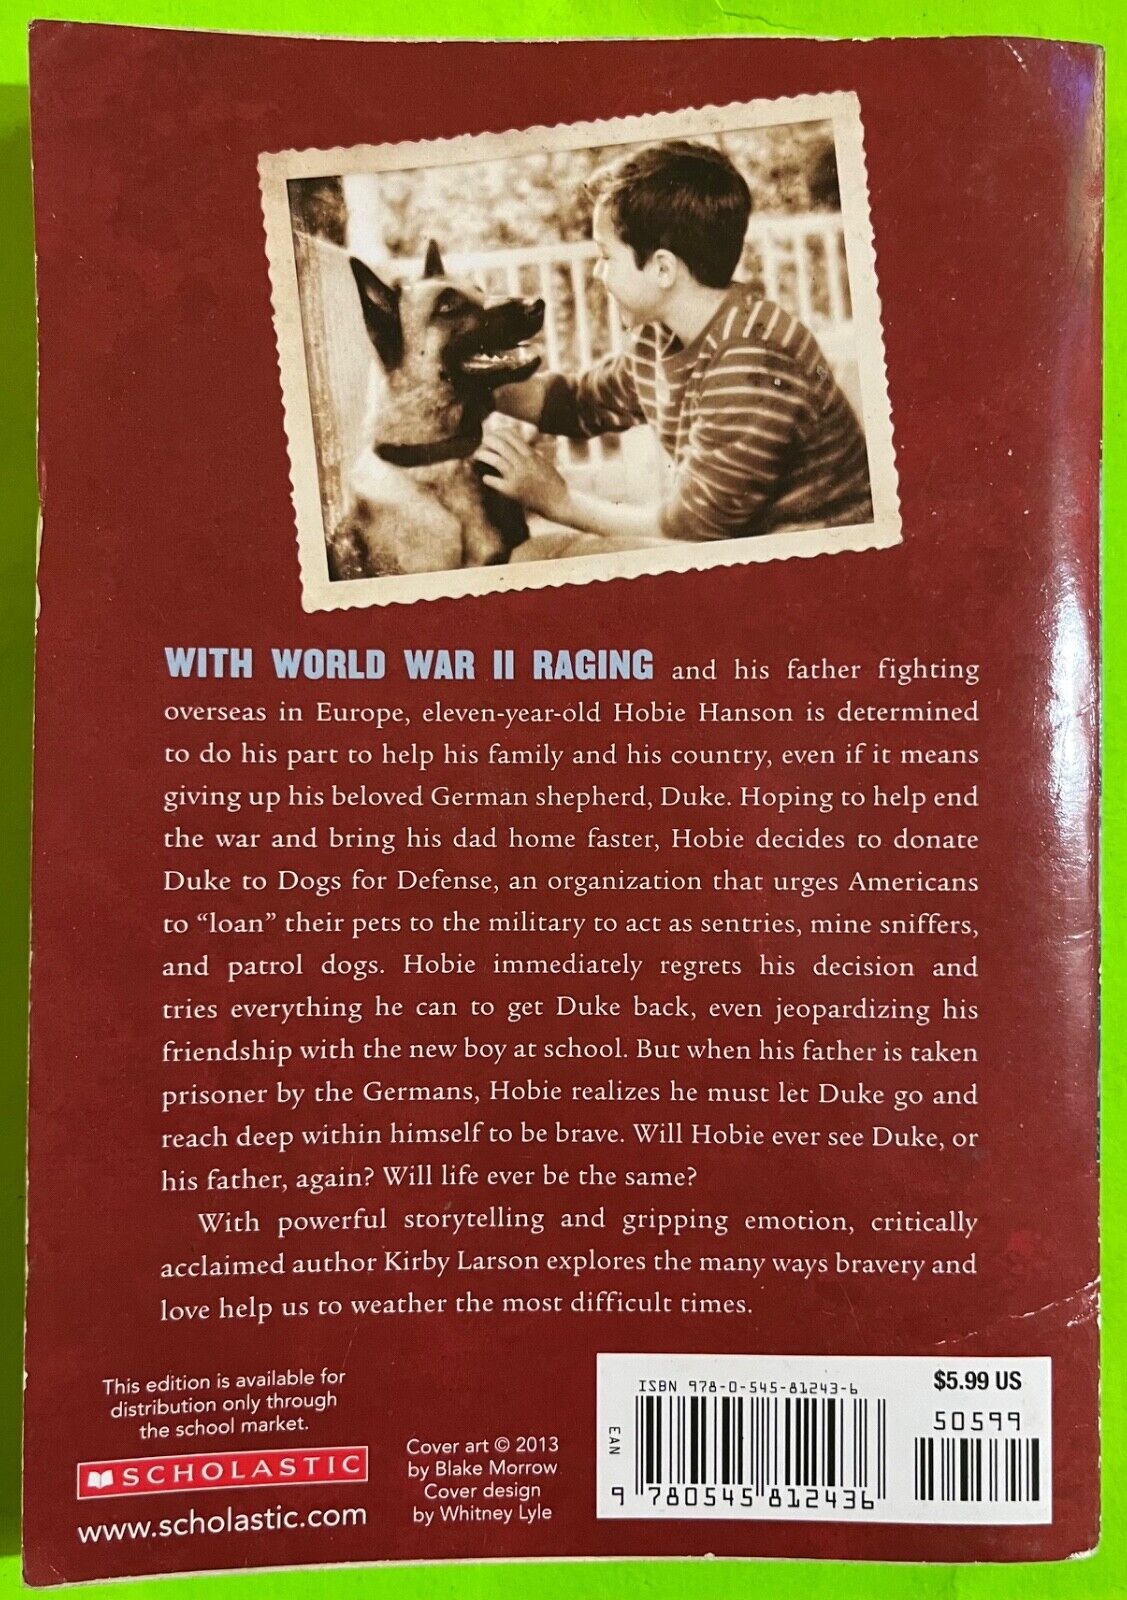 WITH WORLD WAR II RAGING and his father fighting
overseas in Europe, eleven-year-old Hobie Hanson is determined
to do his part to help his family and his country, even if it means
giving up his beloved German shepherd, Duke. Hoping to help end
the war and bring his dad home faster, Hobie decides to donate
Duke to Dogs for Defense, an organization that urges Americans
to “loan” their pets to the military to act as sentries, mine sniffers,
and patrol dogs. Hobie immediately regrets his decision and
tries everything he can to get Duke back, even jeopardizing his
friendship with the new boy at school. But when his father is taken
prisoner by the Germans, Hobie realizes he must let Duke go and
reach deep within himself to be brave. Will Hobie ever see Duke, or
his father, again? Will life ever be the same?
With powerful storytelling and gripping emotion, critically
acclaimed author Kirby Larson explores the many ways bravery and
love help us to weather the most difficult times.
This edition is available for
distribution only through
the school market.
SCHOLASTIC
www.scholastic.com
Cover art © 2013
by Blake Morrow
Cover design
by Whitney Lyle
ISBN 978-0-545-81243-6
$5.99 US
50599
EAN
9 780545 812436